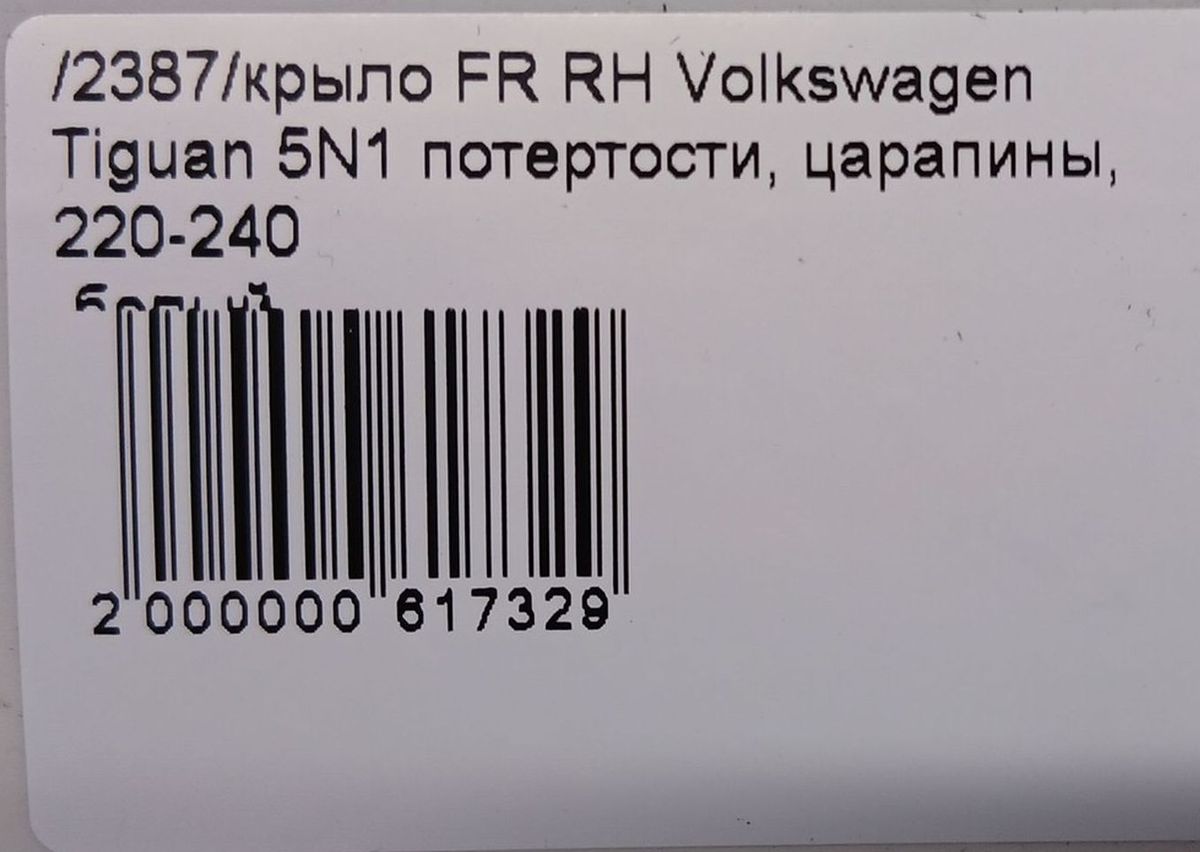 /2387/крыло FR RH Volkswagen
Tiguan 5N1 потертости, царапины,
220-240
2 000000 617329